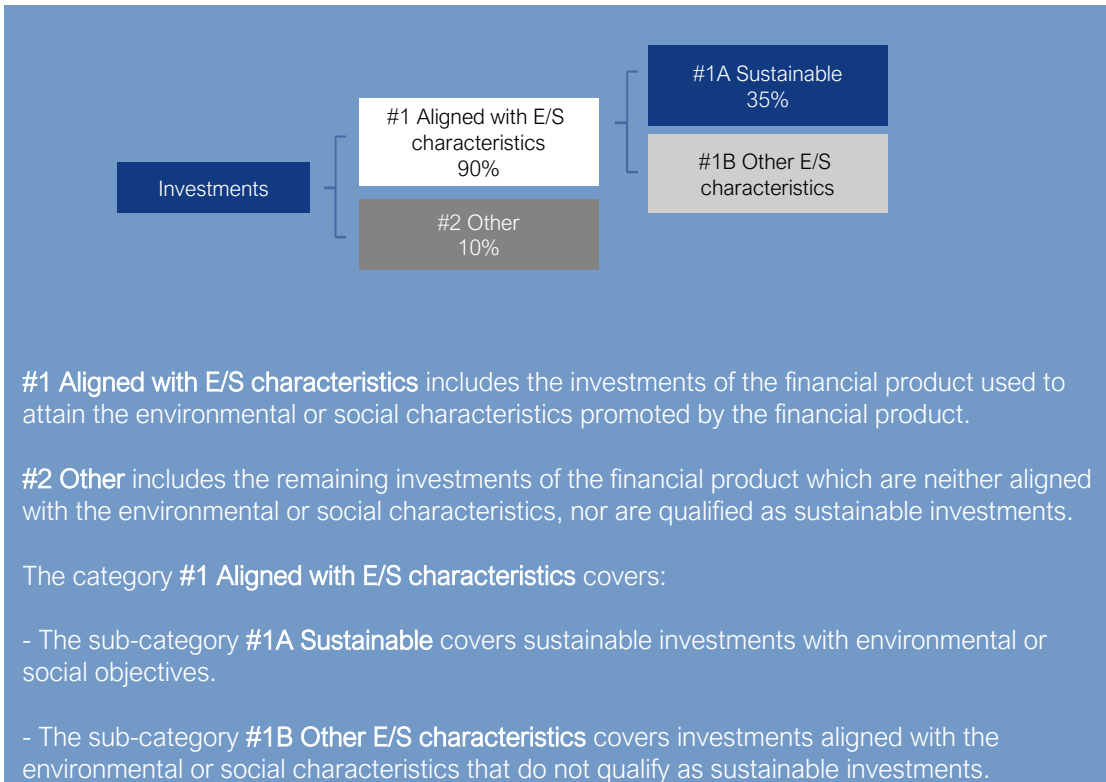 #1A Sustainable
35%
#1 Aligned with E/S
characteristics
90%
#1B Other E/S
characteristics
Investments
#2 Other
10%
#1 Aligned with E/S characteristics includes the investments of the financial product used to
attain the environmental or social characteristics promoted by the financial product.
#2 Other includes the remaining investments of the financial product which are neither aligned
with the environmental or social characteristics, nor are qualified as sustainable investments.
The category #1 Aligned with E/S characteristics covers:
- The sub-category #1A Sustainable covers sustainable investments with environmental or
social objectives.
- The sub-category #1B Other E/S characteristics covers investments aligned with the
environmental or social characteristics that do not qualify as sustainable investments.